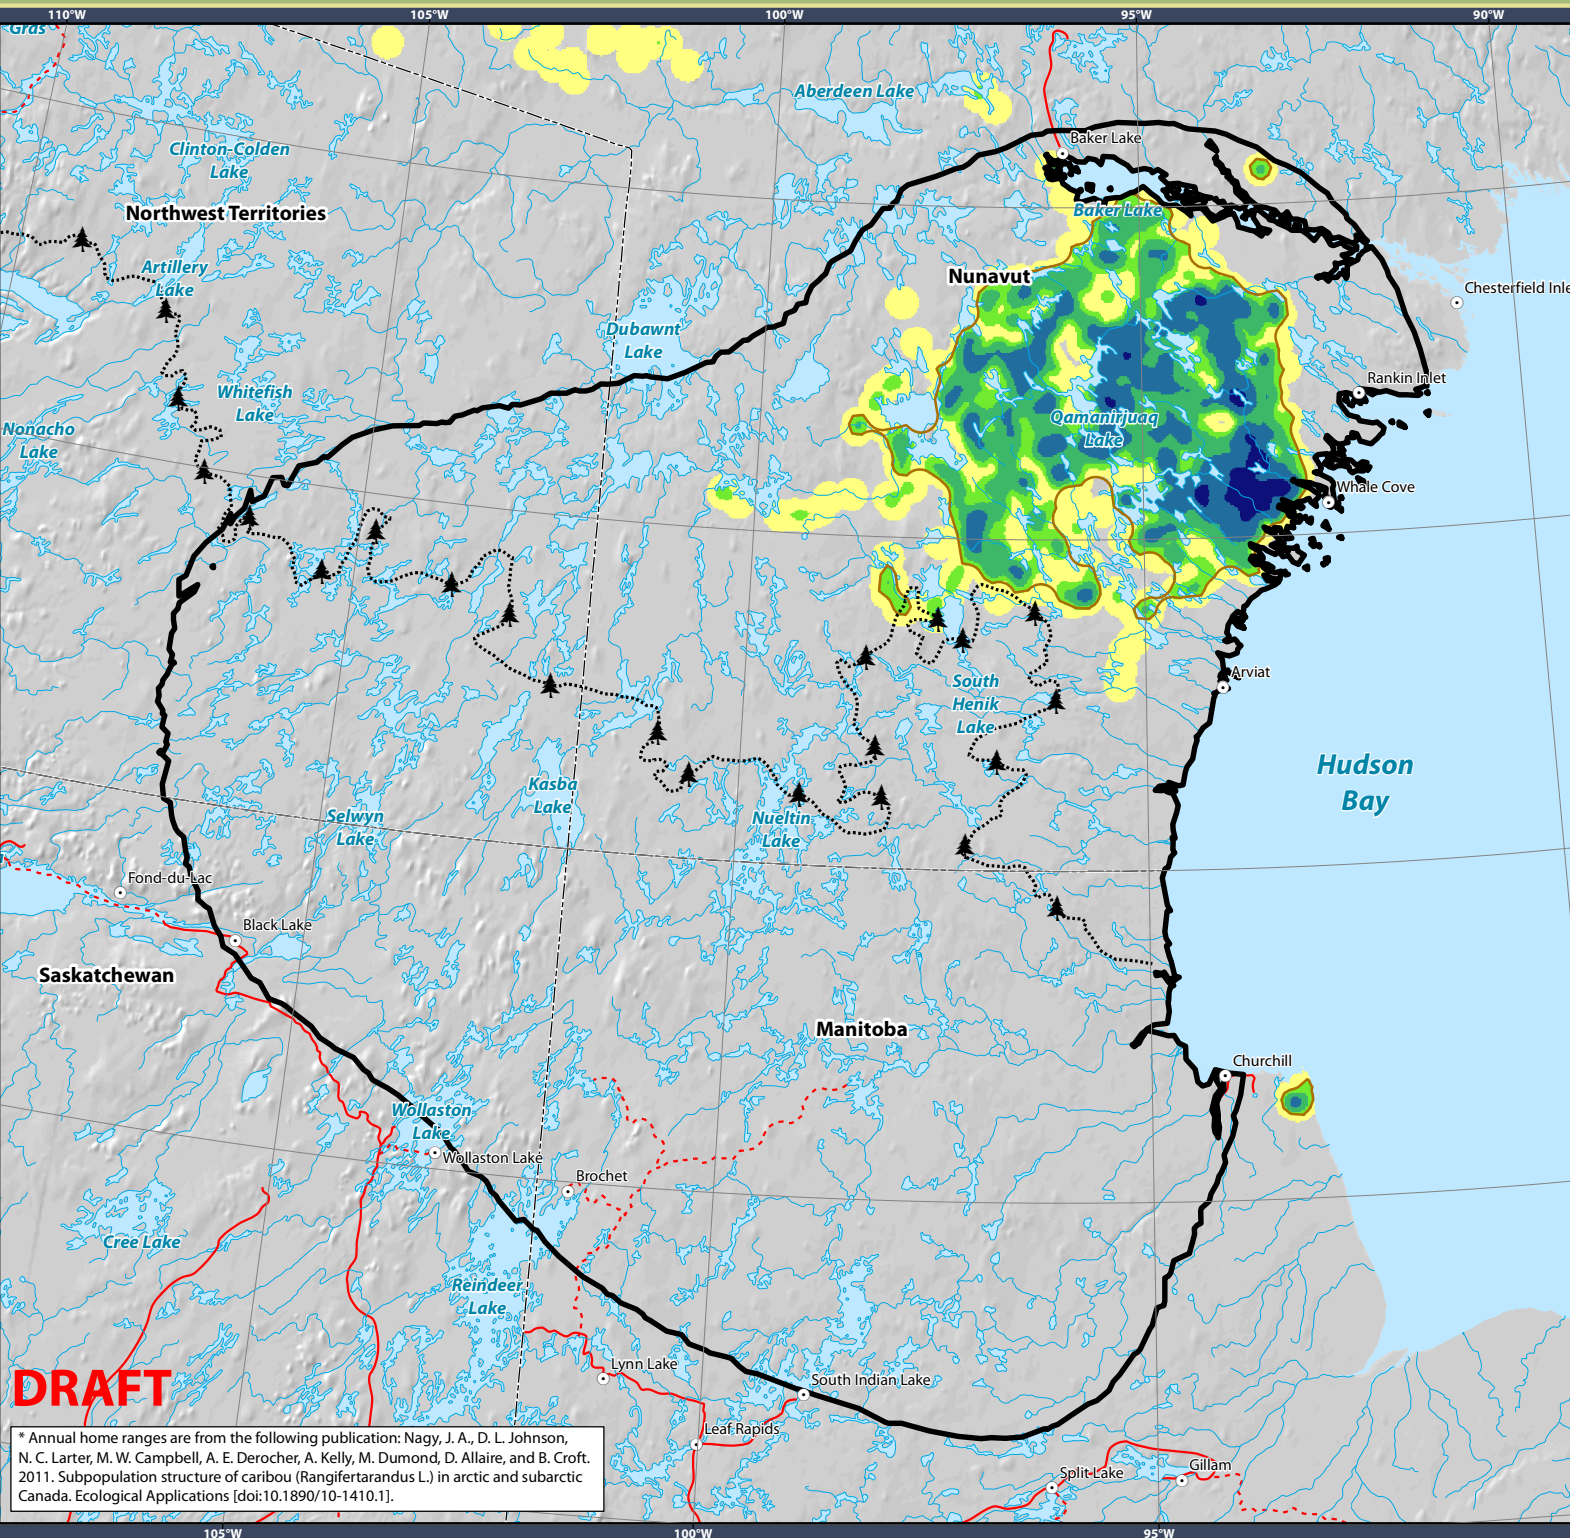 110°W
105°W
100°W
95°W
90°W
Gras
Aberdeen Lake
Baker Lake
Clinton-Colden
Lake
Northwest Territories
Baker Lake
Artillery
Lake
Nunavut
Chesterfield Inle
Dubawnt
Lake
Rankin Inlet
Whitefish
Lake
Nonacho
Lake
Qamanirjuaq
Lake
Whale Cove
Arviat
South
Henik
Lake
Hudson
Bay
Kasba
Lake
Selwyn
Lake
Nueltin
Lake
Fond-du-Lac
Black Lake
Saskatchewan
Manitoba
Churchill
Wollaston
Lake
Wollaston Lake
Brochet
Cree Lake
Reindeer
Lake
Lynn Lake
South Indian Lake
DRAFT
Leaf Rapids
Split Lake
Gillam
* Annual home ranges are from the following publication: Nagy, J. A., D. L. Johnson,
N. C. Larter, M. W. Campbell, A. E. Derocher, A. Kelly, M. Dumond, D. Allaire, and B. Croft.
2011. Subpopulation structure of caribou (Rangifertarandus L.) in arctic and subarctic
Canada. Ecological Applications [doi:10.1890/10-1410.1].
105°W
100°W
95°W